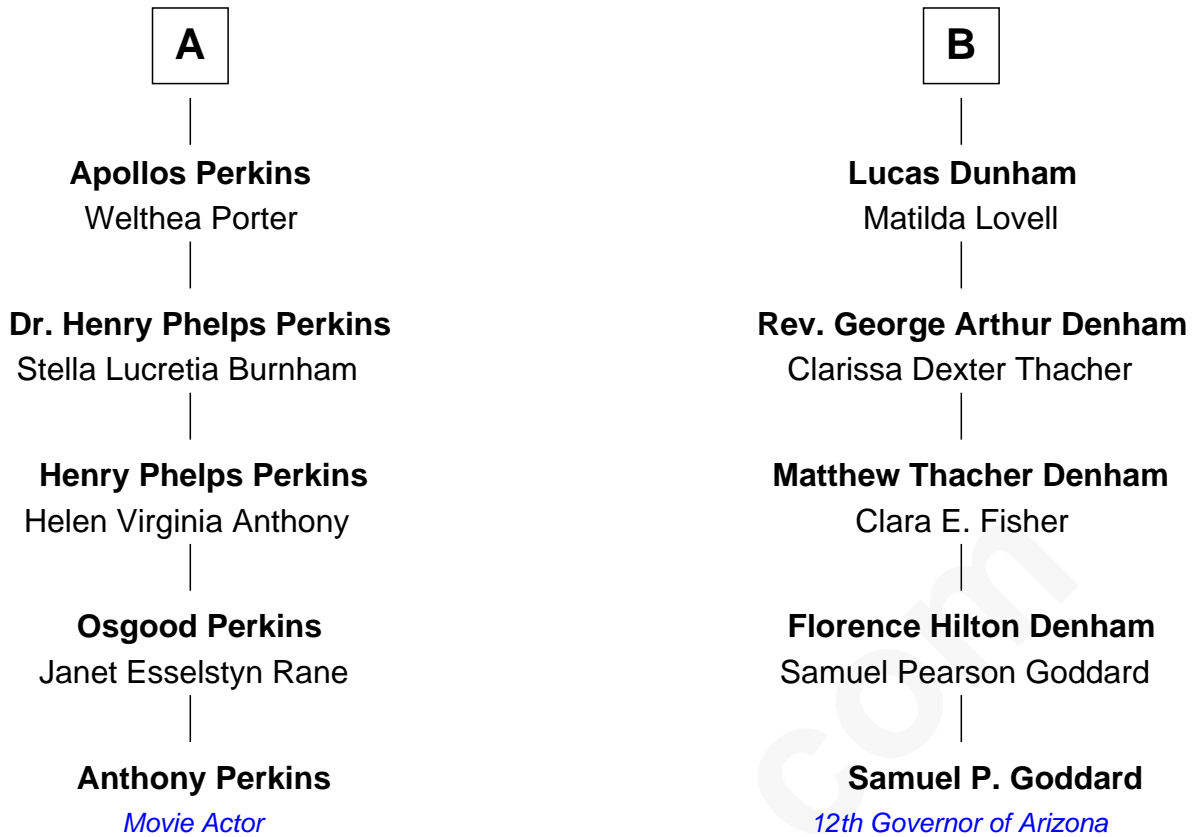 A
Apollos Perkins
Welthea Porter
Dr. Henry Phelps Perkins
Stella Lucretia Burnham
Henry Phelps Perkins
Helen Virginia Anthony
Osgood Perkins
Janet Esselstyn Rane
Anthony Perkins
Movie Actor
B
Lucas Dunham
Matilda Lovell
Rev. George Arthur Denham
Clarissa Dexter Thacher
Matthew Thacher Denham
Clara E. Fisher
Florence Hilton Denham
Samuel Pearson Goddard
Samuel P. Goddard
12th Governor of Arizona
com